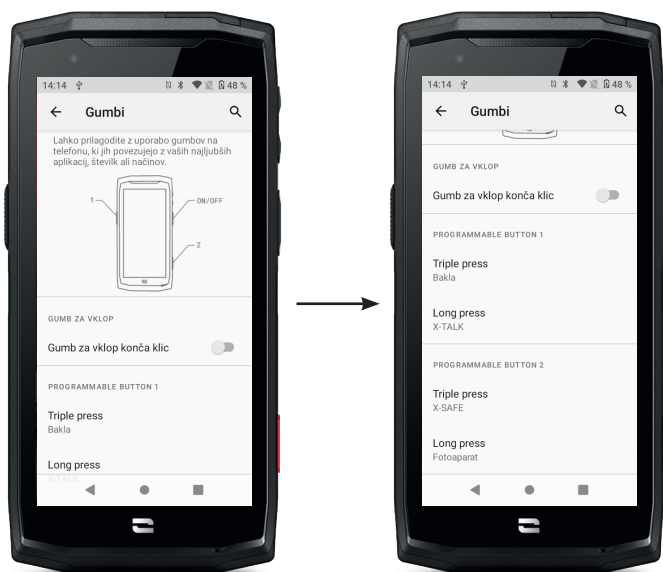 14:14 48 %
Gumbi
Lahko prilagodite z uporabo gumbov na
telefonu, ki jih povezujejo z vaših najljubših
aplikacij, številk ali načinov.
1
ON/OFF
2
GUMB ZA VKLOP
Gumb za vklop konča klic
PROGRAMMABLE BUTTON 1
Triple press
Bakla
Long press
X-TALK
14:14 48 %
Gumbi
GUMB ZA VKLOP
Gumb za vklop konča klic
PROGRAMMABLE BUTTON 1
Triple press
Bakla
Long press
X-TALK
PROGRAMMABLE BUTTON 2
Triple press
X-SAFE
Long press
Fotoaparat